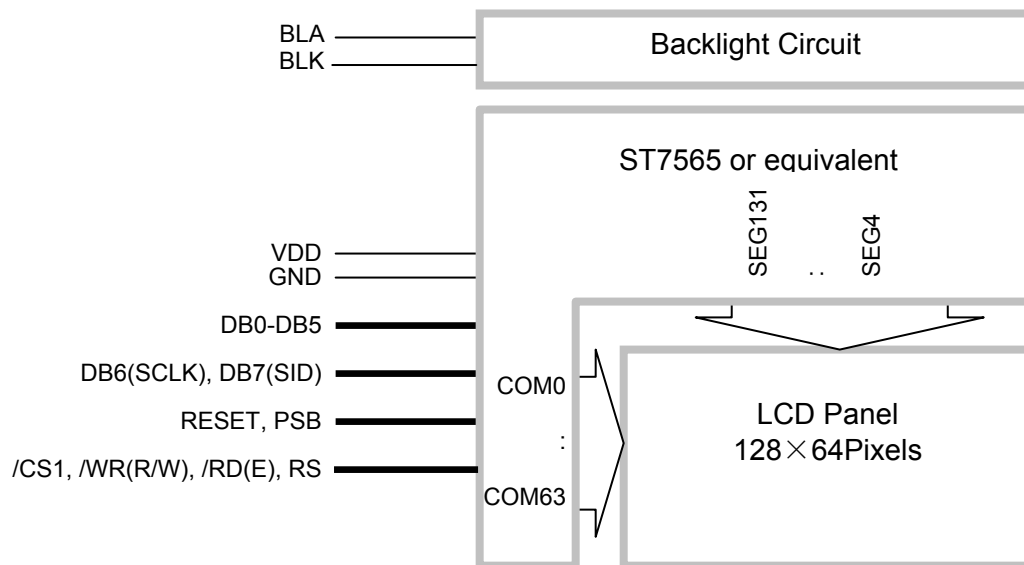 BLA
BLK
Backlight Circuit
ST7565 or equivalent
SEG131
..
SEG4
VDD
GND
DB0-DB5
DB6(SCLK), DB7(SID)
RESET, PSB
/CS1, /WR(R/W), /RD(E), RS
COM0
:
COM63
LCD Panel
128×64Pixels